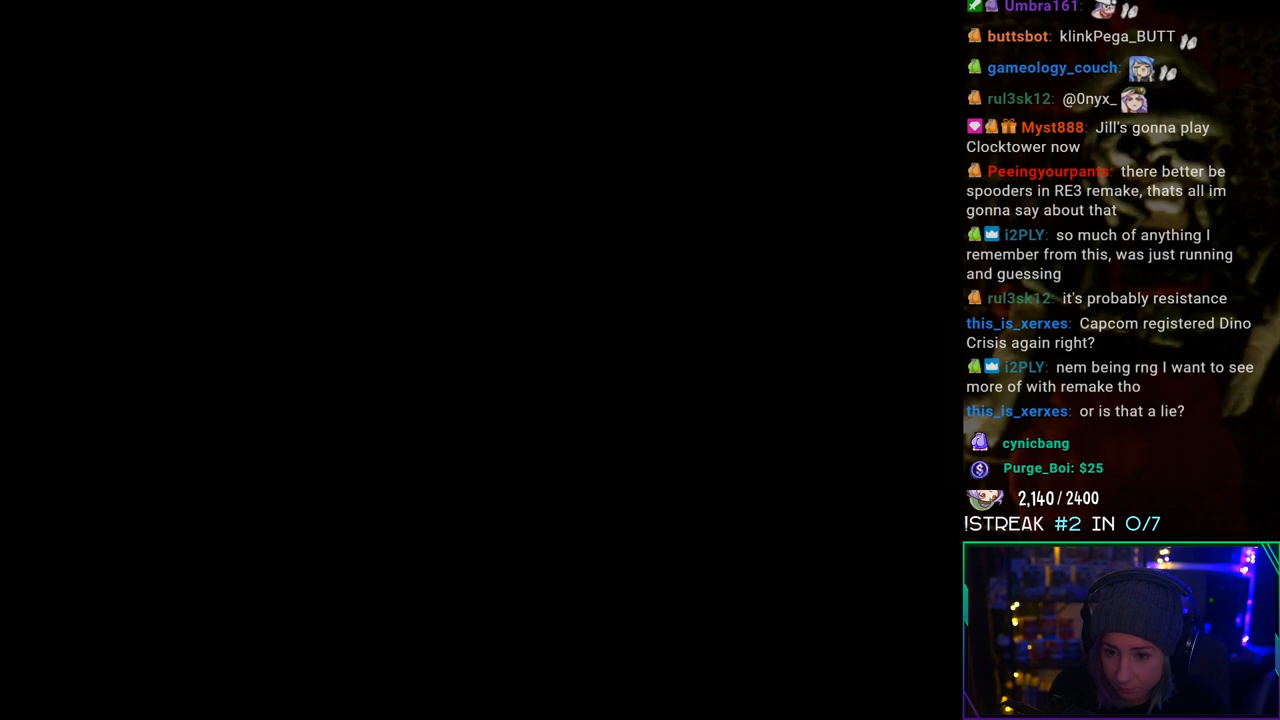 Umbra161:
buttsbot: klinkPega_BUTT
gameology_couch:
rul3sk12: @0nyx_
Myst888: Jill's gonna play
Clocktower now
Peeingyourpants: there better be
spooders in RE3 remake, thats all im
gonna say about that
i2PLY: so much of anything I
remember from this, was just running
and guessing
rul3sk12: it's probably resistance
this_is_xerxes: Capcom registered Dino
Crisis again right?
i2PLY: nem being rng I want to see
more of with remake tho
this_is_xerxes: or is that a lie?
cynicbang
Purge_Boi: $25
2,140 / 2400
!STREAK #2 IN 0/7